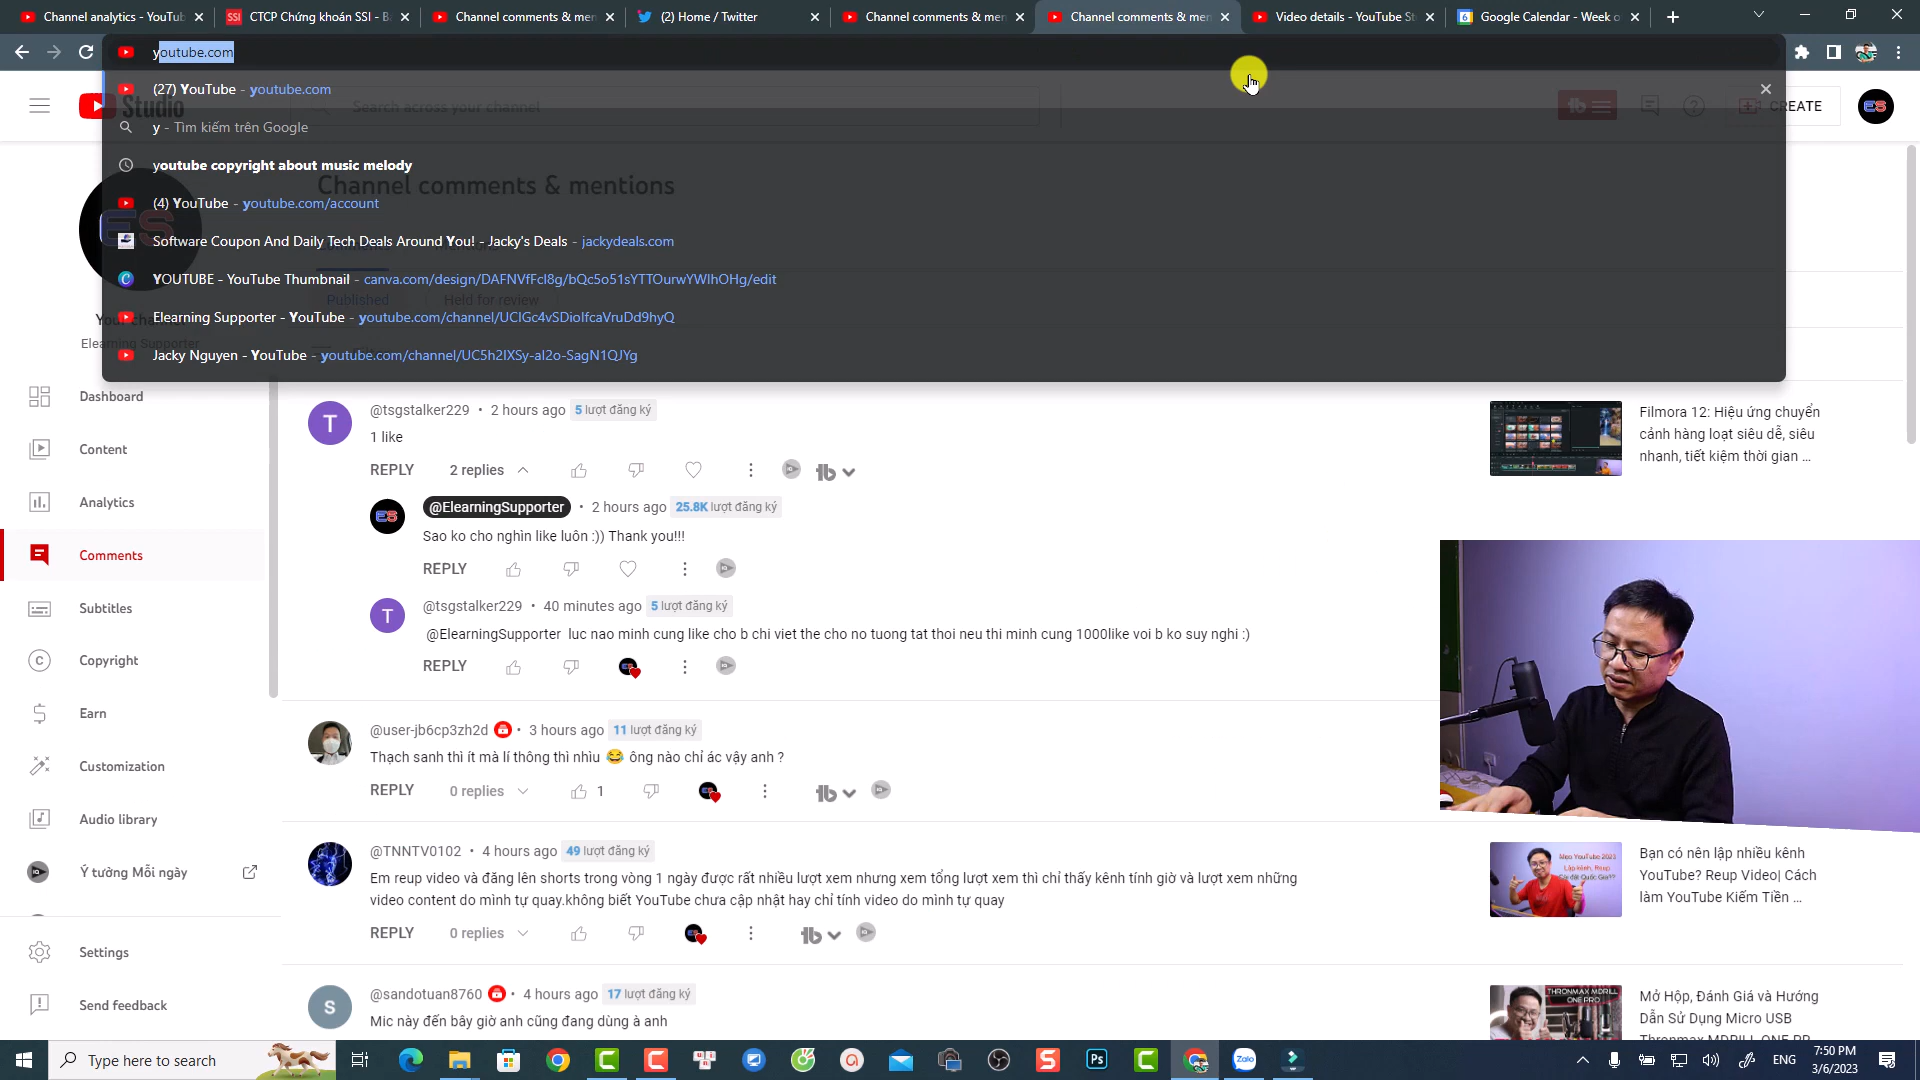 Channel analytics - YouTub
CTCP Chứng khoán SSI - B
Channel comments & men
(2) Home / Twitter
Channel comments & men
Channel comments & men
Video details - YouTube St
Google Calendar - Week o
youtube.com
(27) YouTube - youtube.com
Studio
Search across your channel
CREATE
ES
y - Tìm kiếm trên Google
youtube copyright about music melody
Channel comments & mentions
(4) YouTube - youtube.com/account
Software Coupon And Daily Tech Deals Around You! - Jacky's Deals - jackydeals.com
YOUTUBE - YouTube Thumbnail - canva.com/design/DAFNVfFcI8g/bQc5o51sYTTOurwYWIhOHg/edit
Published
Held for review
Elearning Supporter - YouTube - youtube.com/channel/UCIGc4vSDioIfcaVruDd9hyQ
Your channel
Elearning Supporter
Jacky Nguyen - YouTube - youtube.com/channel/UC5h2IXSy-aI2o-SagN1QJYg
Dashboard
Content
Analytics
Comments
Subtitles
Copyright
Earn
Customization
Audio library
Ý tưởng Mỗi ngày
Settings
Send feedback
T
@tsgstalker229 • 2 hours ago 5 lượt đăng ký
1 like
REPLY 2 replies
Filmora 12: Hiệu ứng chuyển
cảnh hàng loạt siêu dễ, siêu
nhanh, tiết kiệm thời gian ...
ES
@ElearningSupporter • 2 hours ago 25.8K lượt đăng ký
Sao ko cho nghìn like luôn :)) Thank you!!!
REPLY
T
@tsgstalker229 • 40 minutes ago 5 lượt đăng ký
@ElearningSupporter luc nao minh cung like cho b chi viet the cho no tuong tat thoi neu thi minh cung 1000like voi b ko suy nghi :)
REPLY
@user-jb6cp3zh2d • 3 hours ago 11 lượt đăng ký
Thạch sanh thì ít mà lí thông thì nhìu 😂 ông nào chỉ ác vậy anh ?
REPLY 0 replies 1
@TNNTV0102 • 4 hours ago 49 lượt đăng ký
Em reup video và đăng lên shorts trong vòng 1 ngày được rất nhiều lượt xem nhưng xem tổng lượt xem thì chỉ thấy kênh tính giờ và lượt xem những
video content do mình tự quay.không biết YouTube chưa cập nhật hay chỉ tính video do mình tự quay
REPLY 0 replies
Bạn có nên lập nhiều kênh
YouTube? Reup Video| Cách
làm YouTube Kiếm Tiền ...
S
@sandotuan8760 • 4 hours ago 17 lượt đăng ký
Mic này đến bây giờ anh cũng đang dùng à anh
THRONMAX MDRILL
ONE PRO
Mở Hộp, Đánh Giá và Hướng
Dẫn Sử Dụng Micro USB
Thronmax MDRILL ONE PRO
Type here to search
ENG
7:50 PM
3/6/2023